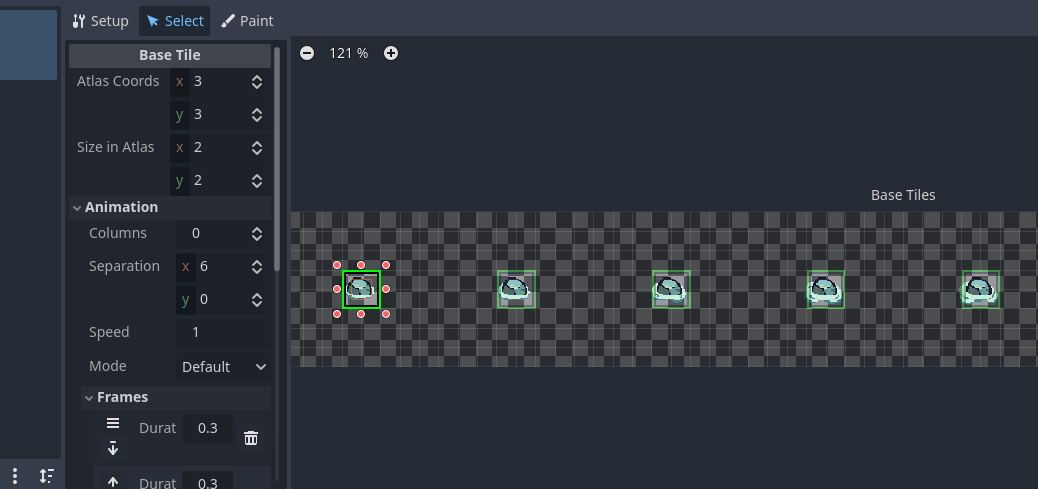 Setup Select Paint
Base Tile
121 %
Atlas Coords x 3
y 3
Size in Atlas x 2
y 2
Base Tiles
Animation
Columns 0
Separation x 6
y 0
Speed 1
Mode Default
Frames
Durat 0.3
Durat 0.3